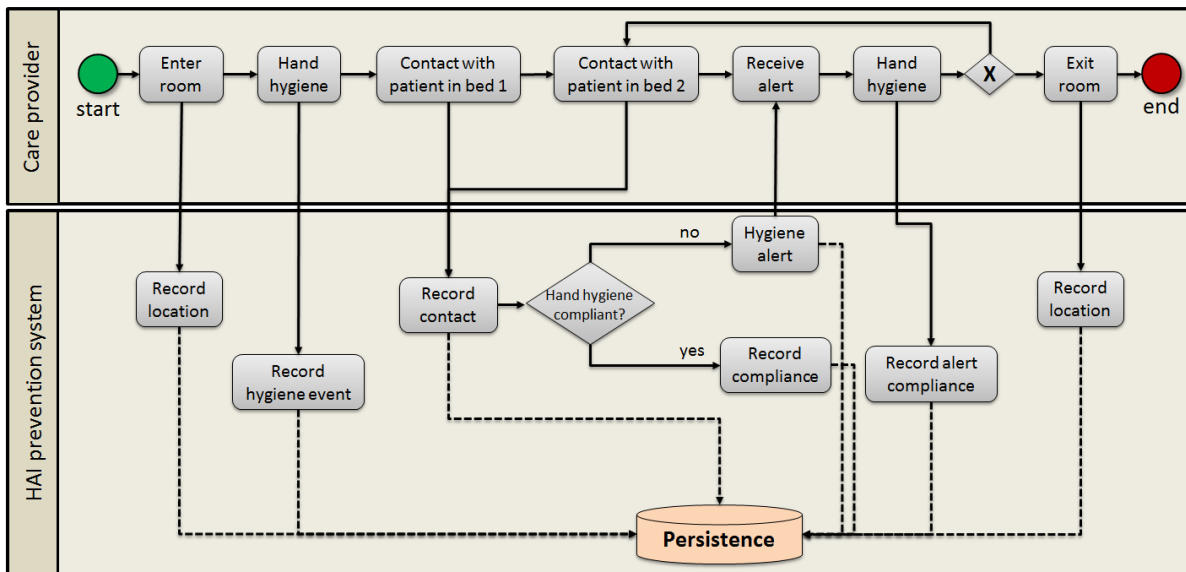 Care provider
start
Enter
room
Hand
hygiene
Contact with
patient in bed 1
Contact with
patient in bed 2
Receive
alert
Hand
hygiene
X
Exit
room
end
HAI prevention system
Record
location
Record
hygiene event
Record
contact
Hand hygiene
compliant?
no
Hygiene
alert
yes
Record
compliance
Record alert
compliance
Record
location
Persistence